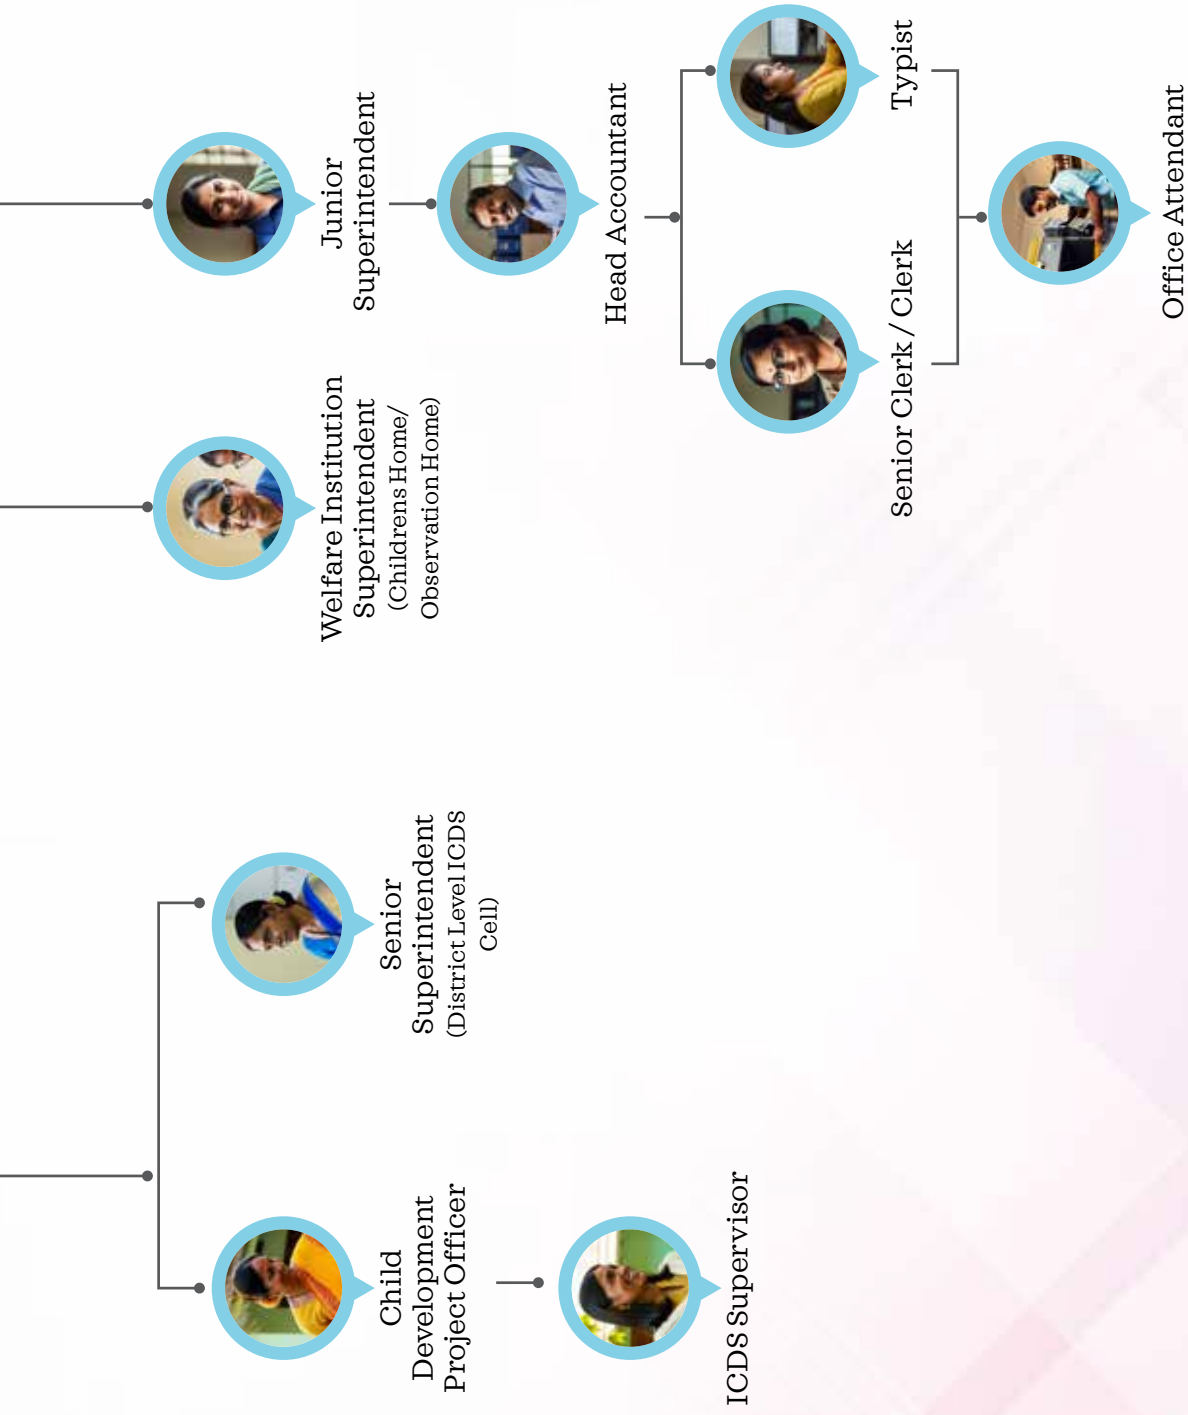 Child
Development
Project Officer
ICDS Supervisor
Senior
Superintendent
(District Level ICDS
Cell)
Welfare Institution
Superintendent
(Childrens Home/
Observation Home)
Junior
Superintendent
Head Accountant
Senior Clerk / Clerk
Typist
Office Attendant